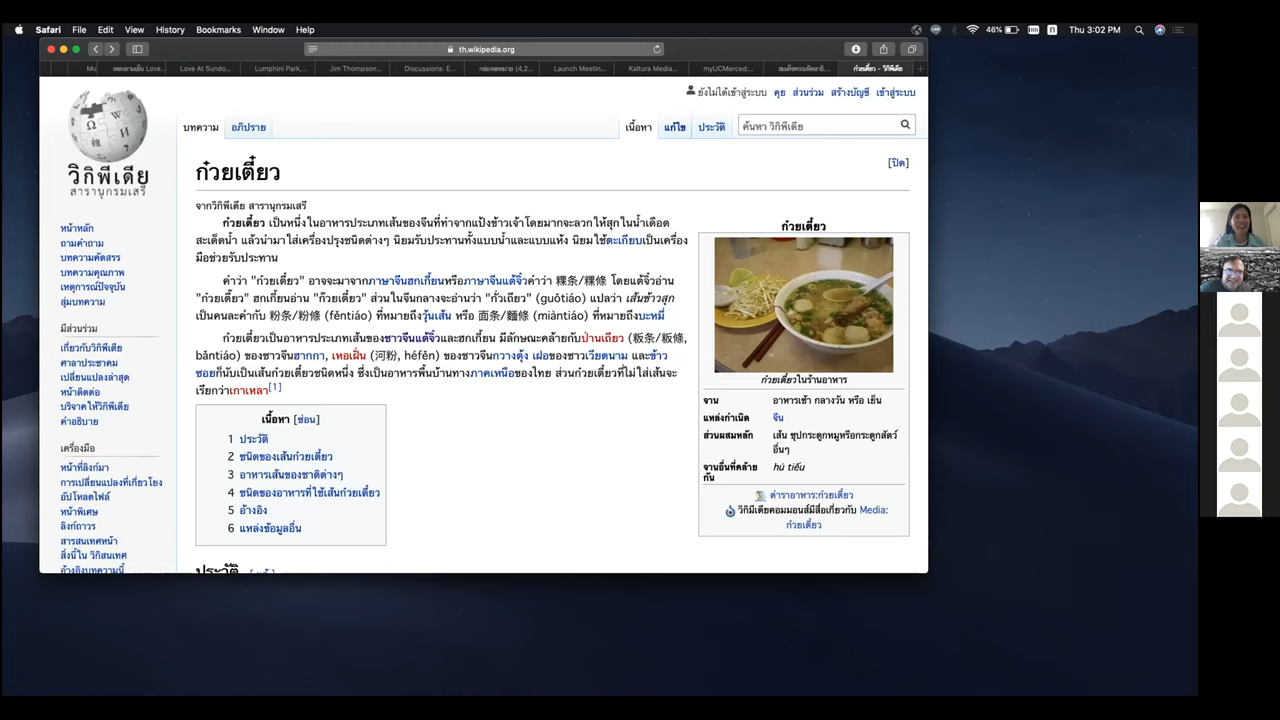 Safari File Edit View History Bookmarks Window Help 46% Thu 3:02 PM
th.wikipedia.org
Mu เพลงลานเอ็น Love... Love At Sundo... Lumphini Park,... Jim Thompson... Discussions: E... กล่องจดหมาย (4,2... Launch Meetin... Kaltura Media... myUCMerced:... ก๋วยเตี๋ยว - วิกิพีเดีย
ยังไม่ได้เข้าสู่ระบบ คุย ส่วนร่วม สร้างบัญชี เข้าสู่ระบบ
บทความ อภิปราย เนื้อหา แก้ไข ประวัติ ค้นหา วิกิพีเดีย
วิกิพีเดีย
สารานุกรมเสรี
หน้าหลัก
ถามคำถาม
บทความคัดสรร
บทความคุณภาพ
เหตุการณ์ปัจจุบัน
สุ่มบทความ
มีส่วนร่วม
เกี่ยวกับวิกิพีเดีย
ศาลาประชาคม
เปลี่ยนแปลงล่าสุด
หน้าติดต่อ
บริจาคให้วิกิพีเดีย
คำอธิบาย
เครื่องมือ
หน้าที่ลิงก์มา
การเปลี่ยนแปลงที่เกี่ยวโยง
อัปโหลดไฟล์
หน้าพิเศษ
ลิงก์ถาวร
สารสนเทศหน้า
สิ่งนี้ใน วิกิสนเทศ
อ้างอิงบทความนี้
ก๋วยเตี๋ยว [ปิด]
จากวิกิพีเดีย สารานุกรมเสรี
ก๋วยเตี๋ยว เป็นหนึ่งในอาหารประเภทเส้นของจีนที่ทำจากแป้งข้าวเจ้าโดยมากจะลวกให้สุกในน้ำเดือด
สะเด็ดน้ำ แล้วนำมาใส่เครื่องปรุงชนิดต่างๆ นิยมรับประทานทั้งแบบน้ำและแบบแห้ง นิยมใช้ตะเกียบเป็นเครื่อง
มือช่วยรับประทาน
คำว่า "ก๋วยเตี๋ยว" อาจจะมาจากภาษาจีนฮกเกี้ยนหรือภาษาจีนแต้จิ๋วคำว่า 粿条/粿條 โดยแต้จิ๋วอ่าน
"ก๋วยเตี๊ยว" ฮกเกี้ยนอ่าน "ก๊วยเตี๋ยว" ส่วนในจีนกลางจะอ่านว่า "กั่วเถียว" (guǒtiáo) แปลว่า เส้นข้าวสุก
เป็นคนละคำกับ 粉条/粉條 (fěntiáo) ที่หมายถึงวุ้นเส้น หรือ 面条/麵條 (miàntiáo) ที่หมายถึงบะหมี่
ก๋วยเตี๋ยวเป็นอาหารประเภทเส้นของชาวจีนแต้จิ๋วและฮกเกี้ยน มีลักษณะคล้ายกับป่านเถียว (粄条/粄條,
bǎntiáo) ของชาวจีนฮากกา, เหอเฝิ่น (河粉, héfěn) ของชาวจีนกวางตุ้ง เฝอของชาวเวียดนาม และข้าว
ซอยก็นับเป็นเส้นก๋วยเตี๋ยวชนิดหนึ่ง ซึ่งเป็นอาหารพื้นบ้านทางภาคเหนือของไทย ส่วนก๋วยเตี๋ยวที่ไม่ใส่เส้นจะ
เรียกว่าเกาเหลา[1]
เนื้อหา [ซ่อน]
1 ประวัติ
2 ชนิดของเส้นก๋วยเตี๋ยว
3 อาหารเส้นของชาติต่างๆ
4 ชนิดของอาหารที่ใช้เส้นก๋วยเตี๋ยว
5 อ้างอิง
6 แหล่งข้อมูลอื่น
ประวัติ
ก๋วยเตี๋ยว
ก๋วยเตี๋ยวในร้านอาหาร
จาน อาหารเช้า กลางวัน หรือ เย็น
แหล่งกำเนิด จีน
ส่วนผสมหลัก เส้น ซุปกระดูกหมูหรือกระดูกสัตว์
อื่นๆ
จานอื่นที่คล้าย hủ tiếu
กัน
ตำราอาหาร:ก๋วยเตี๋ยว
วิกิมีเดียคอมมอนส์มีสื่อเกี่ยวกับ Media:
ก๋วยเตี๋ยว